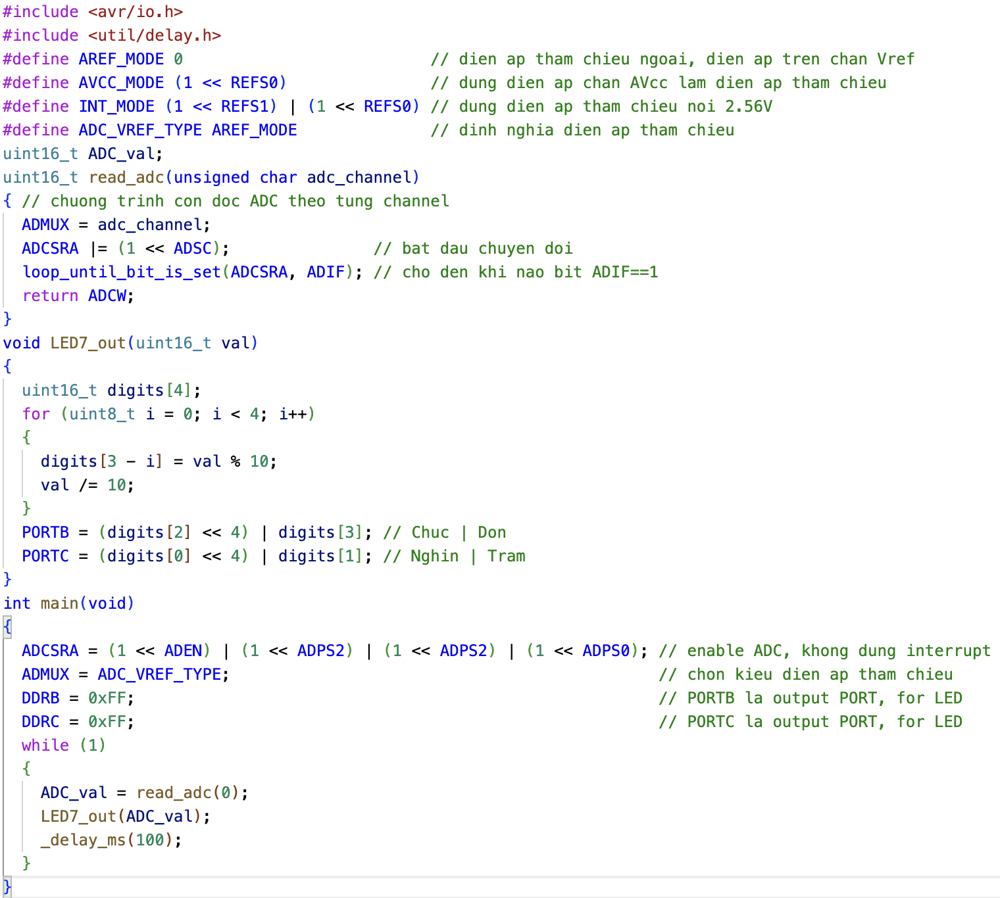 #include <avr/io.h>
#include <util/delay.h>
#define AREF_MODE 0                          // dien ap tham chieu ngoai, dien ap tren chan Vref
#define AVCC_MODE (1 << REFS0)               // dung dien ap chan AVcc lam dien ap tham chieu
#define INT_MODE (1 << REFS1) | (1 << REFS0) // dung dien ap tham chieu noi 2.56V
#define ADC_VREF_TYPE AREF_MODE              // dinh nghia dien ap tham chieu
uint16_t ADC_val;
uint16_t read_adc(unsigned char adc_channel)
{ // chuong trinh con doc ADC theo tung channel
  ADMUX = adc_channel;
  ADCSRA |= (1 << ADSC);               // bat dau chuyen doi
  loop_until_bit_is_set(ADCSRA, ADIF); // cho den khi nao bit ADIF==1
  return ADCW;
}
void LED7_out(uint16_t val)
{
  uint16_t digits[4];
  for (uint8_t i = 0; i < 4; i++)
  {
    digits[3 - i] = val % 10;
    val /= 10;
  }
  PORTB = (digits[2] << 4) | digits[3]; // Chuc | Don
  PORTC = (digits[0] << 4) | digits[1]; // Nghin | Tram
}
int main(void)
{
  ADCSRA = (1 << ADEN) | (1 << ADPS2) | (1 << ADPS2) | (1 << ADPS0); // enable ADC, khong dung interrupt
  ADMUX = ADC_VREF_TYPE;                                             // chon kieu dien ap tham chieu
  DDRB = 0xFF;                                                       // PORTB la output PORT, for LED
  DDRC = 0xFF;                                                       // PORTC la output PORT, for LED
  while (1)
  {
    ADC_val = read_adc(0);
    LED7_out(ADC_val);
    _delay_ms(100);
  }
}